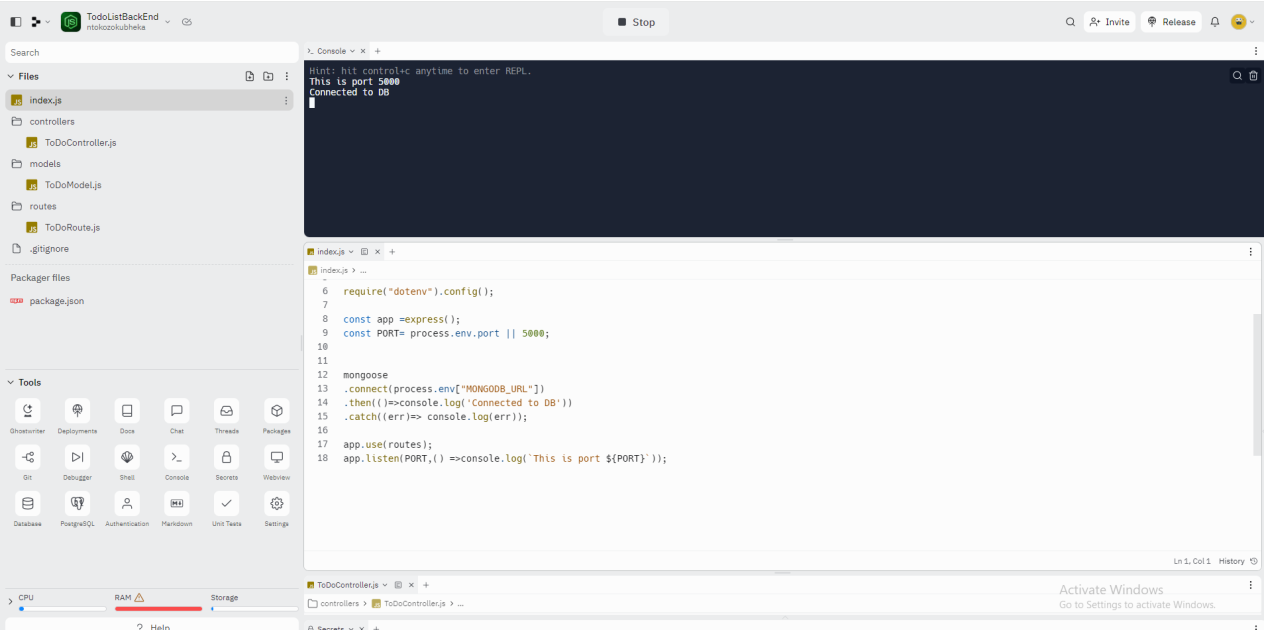 TodoListBackEnd
ntokozokubheka
Stop
Invite
Release
Search
Files
index.js
controllers
ToDoController.js
models
ToDoModel.js
routes
ToDoRoute.js
.gitignore
Packager files
package.json
Tools
Ghostwriter
Deployments
Docs
Chat
Threads
Packages
Git
Debugger
Shell
Console
Secrets
Webview
Database
PostgreSQL
Authentication
Markdown
Unit Tests
Settings
CPU
RAM
Storage
? Help
>_ Console
Hint: hit control+c anytime to enter REPL.
This is port 5000
Connected to DB
index.js
index.js > ...
6 require("dotenv").config();
7
8 const app =express();
9 const PORT= process.env.port || 5000;
10
11
12 mongoose
13 .connect(process.env["MONGODB_URL"])
14 .then(()=>console.log('Connected to DB'))
15 .catch((err)=> console.log(err));
16
17 app.use(routes);
18 app.listen(PORT,() =>console.log(`This is port ${PORT}`));
Ln 1, Col 1 History
ToDoController.js
controllers > ToDoController.js > ...
Activate Windows
Go to Settings to activate Windows.
Secrets